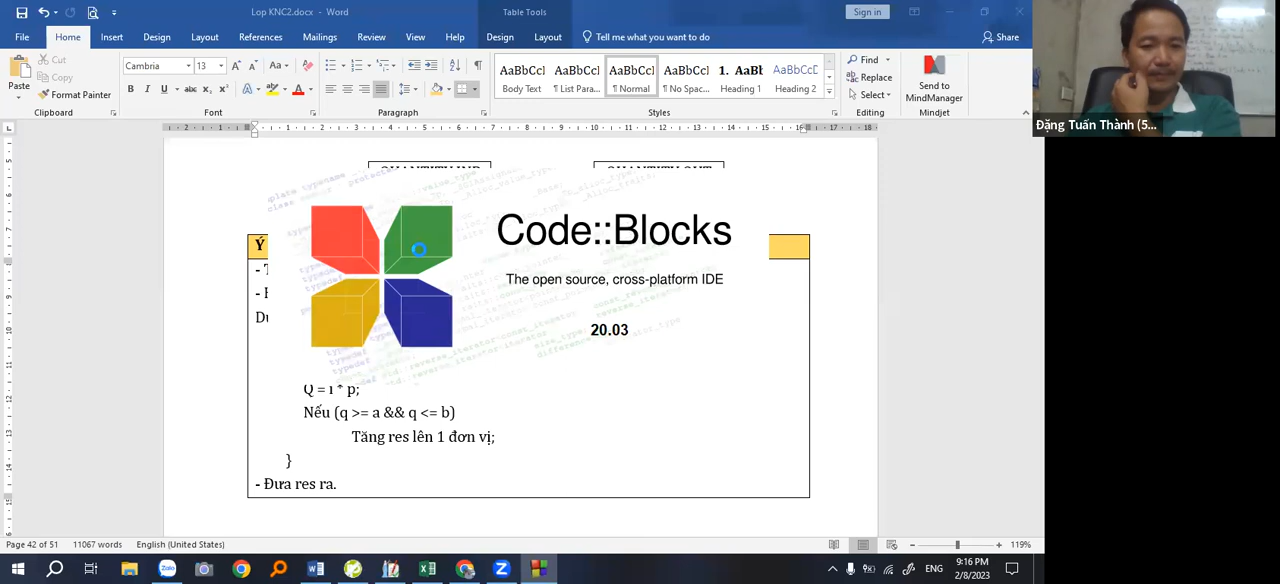 Lop KNC2.docx - Word
Table Tools
Sign in
File Home Insert Design Layout References Mailings Review View Help Design Layout Tell me what you want to do Share
Paste
Cut
Copy
Format Painter
Cambria 13
AaBbCcI AaBbCcI AaBbCcI AaBbCcI 1. AaBb AaBbCcD
Body Text ¶ List Para... ¶ Normal ¶ No Spac... Heading 1 Heading 2
Find
Replace
Select
Send to
MindManager
Clipboard Font Paragraph Styles Editing Mindjet
Đặng Tuấn Thành (5...
Code::Blocks
The open source, cross-platform IDE
20.03
Ý
Q = i * p;
Nếu (q >= a && q <= b)
Tăng res lên 1 đơn vị;
}
- Đưa res ra.
Page 42 of 51 11067 words English (United States) 119%
ENG
9:16 PM
2/8/2023